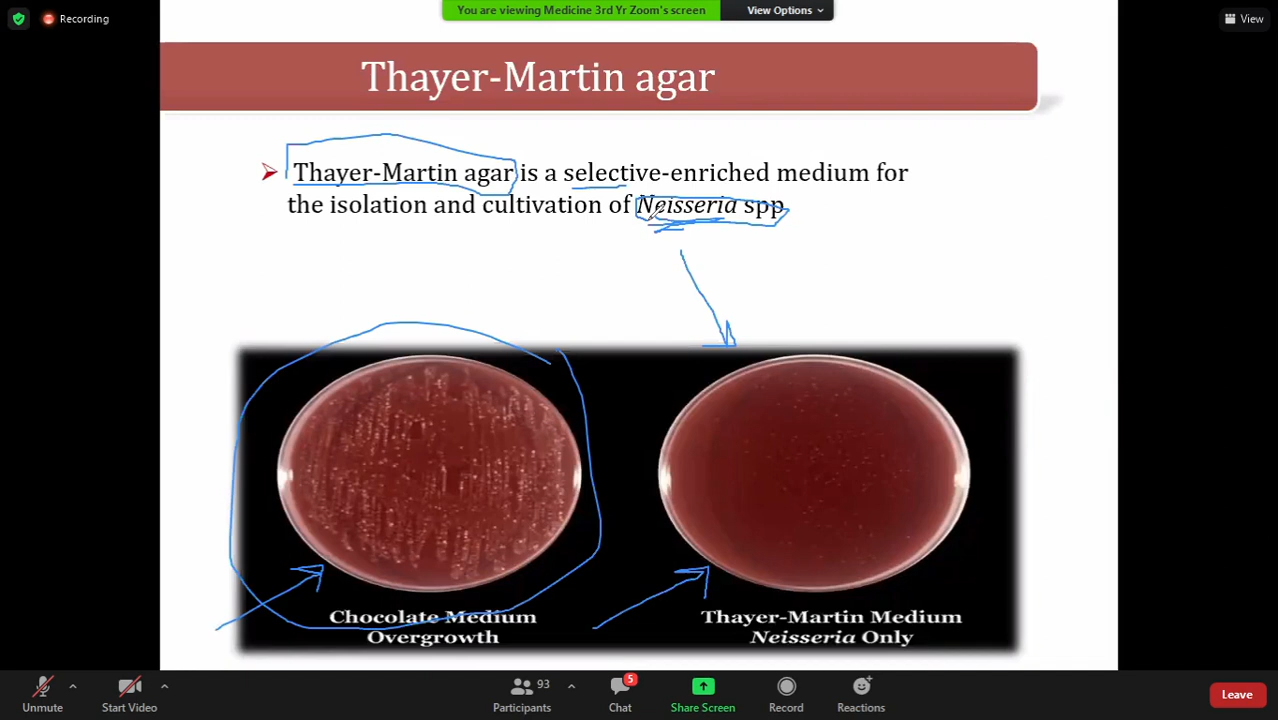 You are viewing Medicine 3rd Yr Zoom's screen
View Options
Recording
View
Thayer-Martin agar
Thayer-Martin agar is a selective-enriched medium for
the isolation and cultivation of Neisseria spp
Chocolate Medium
Overgrowth
Thayer-Martin Medium
Neisseria Only
Unmute
Start Video
93
Participants
5
Chat
Share Screen
Record
Reactions
Leave